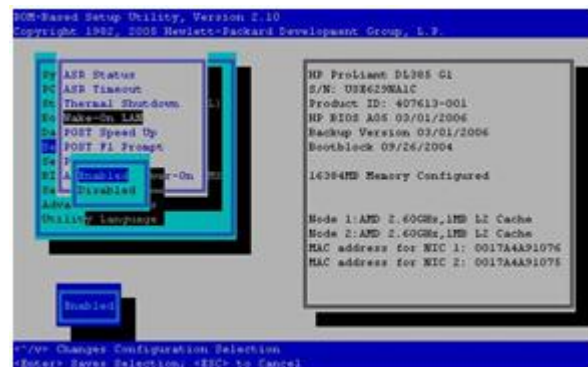 ROM-Based Setup Utility, Version 2.10
Copyright 1982, 2005 Hewlett-Packard Development Group, L.P.
ASR Status
ASR Timeout
Thermal Shutdown
Wake-On LAN
POST Speed Up
POST F1 Prompt
Enabled
Disabled
Utility Language
HP ProLiant DL385 G1
S/N: USE629NA1C
Product ID: 407613-001
HP BIOS A05 03/01/2006
Backup Version 03/01/2006
Bootblock 09/26/2004
16384MB Memory Configured
Node 1:AMD 2.60GHz,1MB L2 Cache
Node 2:AMD 2.60GHz,1MB L2 Cache
MAC address for NIC 1: 0017A4A91076
MAC address for NIC 2: 0017A4A91075
Enabled
<^/v> Changes Configuration Selection
<Enter> Saves Selection; <ESC> to Cancel